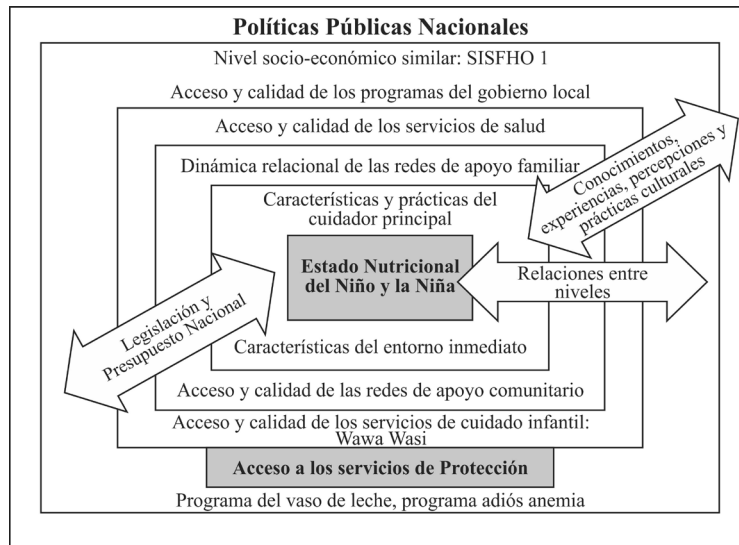 Políticas Públicas Nacionales
Nivel socio-económico similar: SISFHO 1
Acceso y calidad de los programas del gobierno local
Acceso y calidad de los servicios de salud
Dinámica relacional de las redes de apoyo familiar
Conocimientos,
experiencias, percepciones y
prácticas culturales
Características y prácticas del
cuidador principal
Estado Nutricional
del Niño y la Niña
Relaciones entre
niveles
Legislación y
Presupuesto Nacional
Características del entorno inmediato
Acceso y calidad de las redes de apoyo comunitario
Acceso y calidad de los servicios de cuidado infantil:
Wawa Wasi
Acceso a los servicios de Protección
Programa del vaso de leche, programa adiós anemia